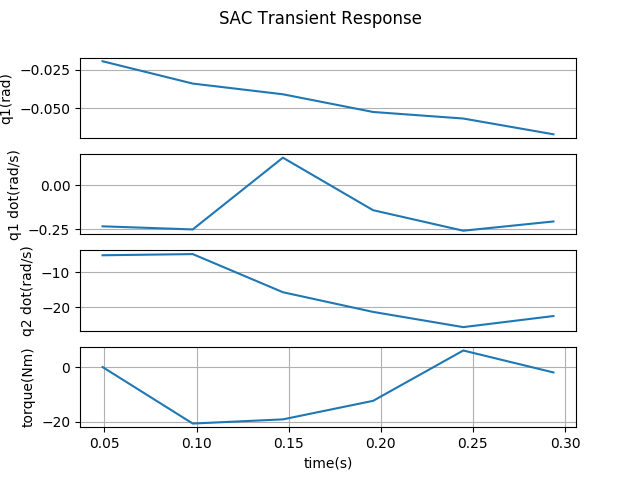 SAC Transient Response
−0.025
−0.050
q1(rad)
0.00
−0.25
q1 dot(rad/s)
−10
−20
q2 dot(rad/s)
0
−20
torque(Nm)
0.05 0.10 0.15 0.20 0.25 0.30
time(s)